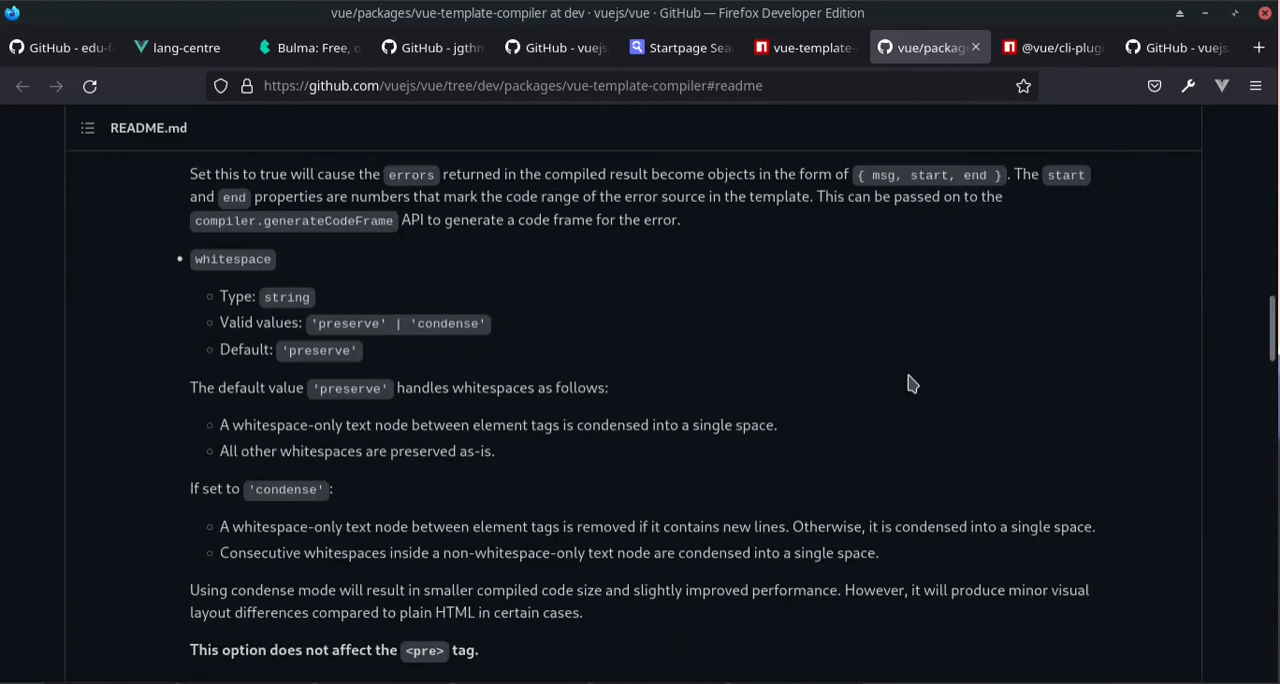 vue/packages/vue-template-compiler at dev · vuejs/vue · GitHub — Firefox Developer Edition
GitHub - edu-f
lang-centre
Bulma: Free, o
GitHub - jgthm
GitHub - vuejs
Startpage Sea
vue-template-
vue/packag
@vue/cli-plug
GitHub - vuejs
https://github.com/vuejs/vue/tree/dev/packages/vue-template-compiler#readme
README.md
Set this to true will cause the errors returned in the compiled result become objects in the form of { msg, start, end }. The start
and end properties are numbers that mark the code range of the error source in the template. This can be passed on to the
compiler.generateCodeFrame API to generate a code frame for the error.
• whitespace
○ Type: string
○ Valid values: 'preserve' | 'condense'
○ Default: 'preserve'
The default value 'preserve' handles whitespaces as follows:
○ A whitespace-only text node between element tags is condensed into a single space.
○ All other whitespaces are preserved as-is.
If set to 'condense':
○ A whitespace-only text node between element tags is removed if it contains new lines. Otherwise, it is condensed into a single space.
○ Consecutive whitespaces inside a non-whitespace-only text node are condensed into a single space.
Using condense mode will result in smaller compiled code size and slightly improved performance. However, it will produce minor visual
layout differences compared to plain HTML in certain cases.
This option does not affect the <pre> tag.